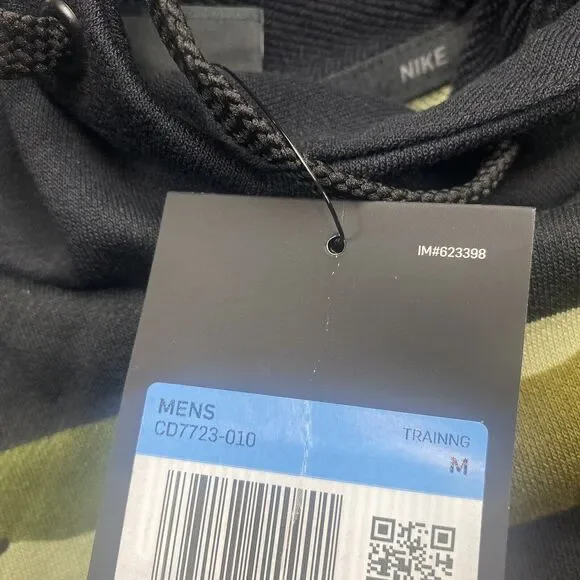 NIKE
IM#623398
MENS
CD7723-010
TRAINNG
M